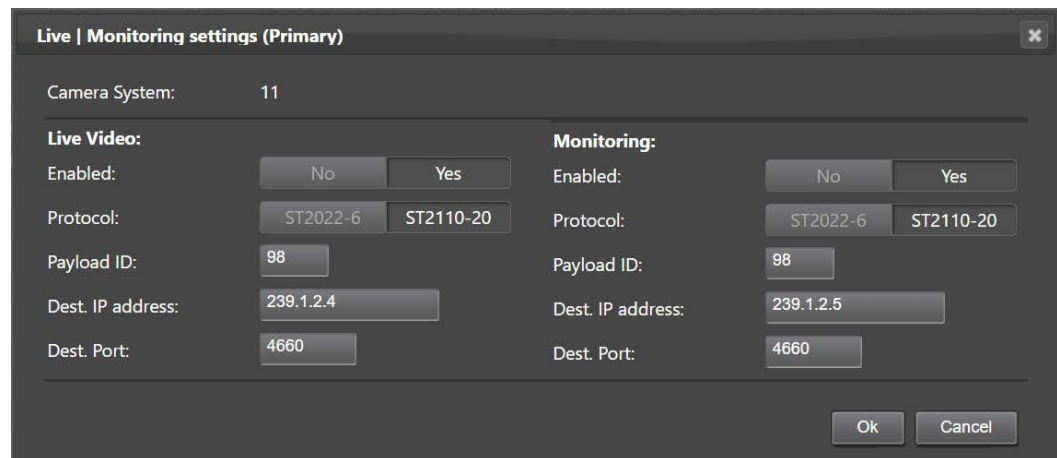 Live | Monitoring settings (Primary)
Camera System: 11
Live Video:
Enabled: No Yes
Protocol: ST2022-6 ST2110-20
Payload ID: 98
Dest. IP address: 239.1.2.4
Dest. Port: 4660
Monitoring:
Enabled: No Yes
Protocol: ST2022-6 ST2110-20
Payload ID: 98
Dest. IP address: 239.1.2.5
Dest. Port: 4660
Ok Cancel